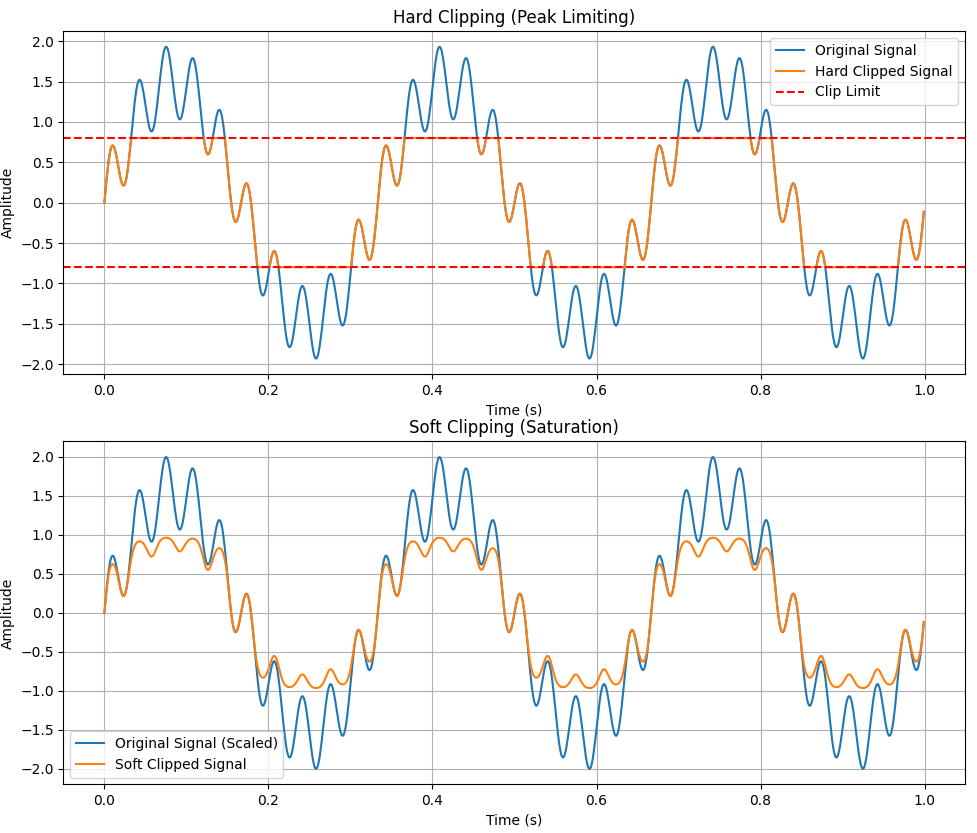 Hard Clipping (Peak Limiting)
Original Signal
Hard Clipped Signal
Clip Limit
Amplitude
2.0
1.5
1.0
0.5
0.0
−0.5
−1.0
−1.5
−2.0
0.0 0.2 0.4 0.6 0.8 1.0
Time (s)
Soft Clipping (Saturation)
Amplitude
2.0
1.5
1.0
0.5
0.0
−0.5
−1.0
−1.5
−2.0
Original Signal (Scaled)
Soft Clipped Signal
0.0 0.2 0.4 0.6 0.8 1.0
Time (s)